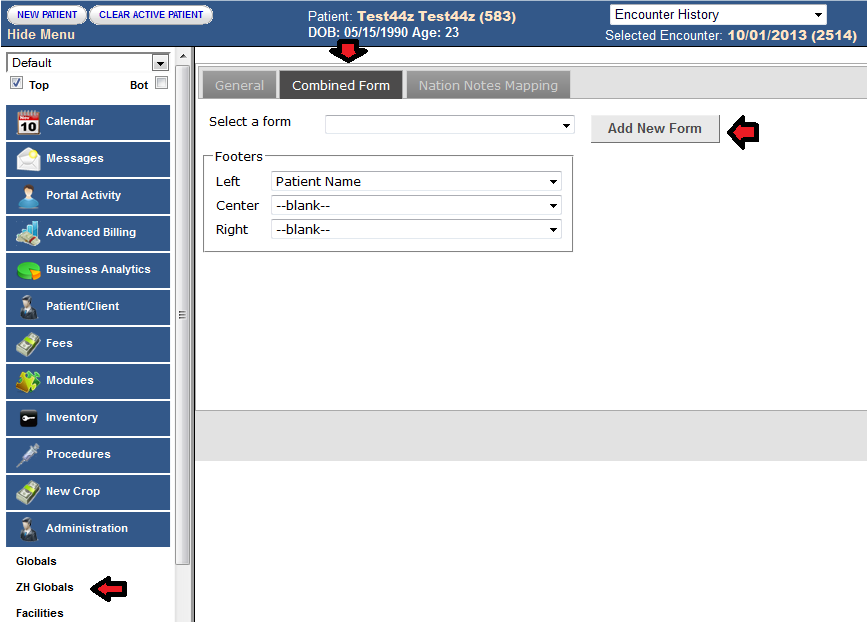 NEW PATIENT CLEAR ACTIVE PATIENT
Hide Menu
Patient: Test44z Test44z (583)
DOB: 05/15/1990 Age: 23
Encounter History
Selected Encounter: 10/01/2013 (2514)
Default
Top Bot
Calendar
Messages
Portal Activity
Advanced Billing
Business Analytics
Patient/Client
Fees
Modules
Inventory
Procedures
New Crop
Administration
Globals
ZH Globals
Facilities
General Combined Form Nation Notes Mapping
Select a form Add New Form
Footers
Left Patient Name
Center --blank--
Right --blank--
10